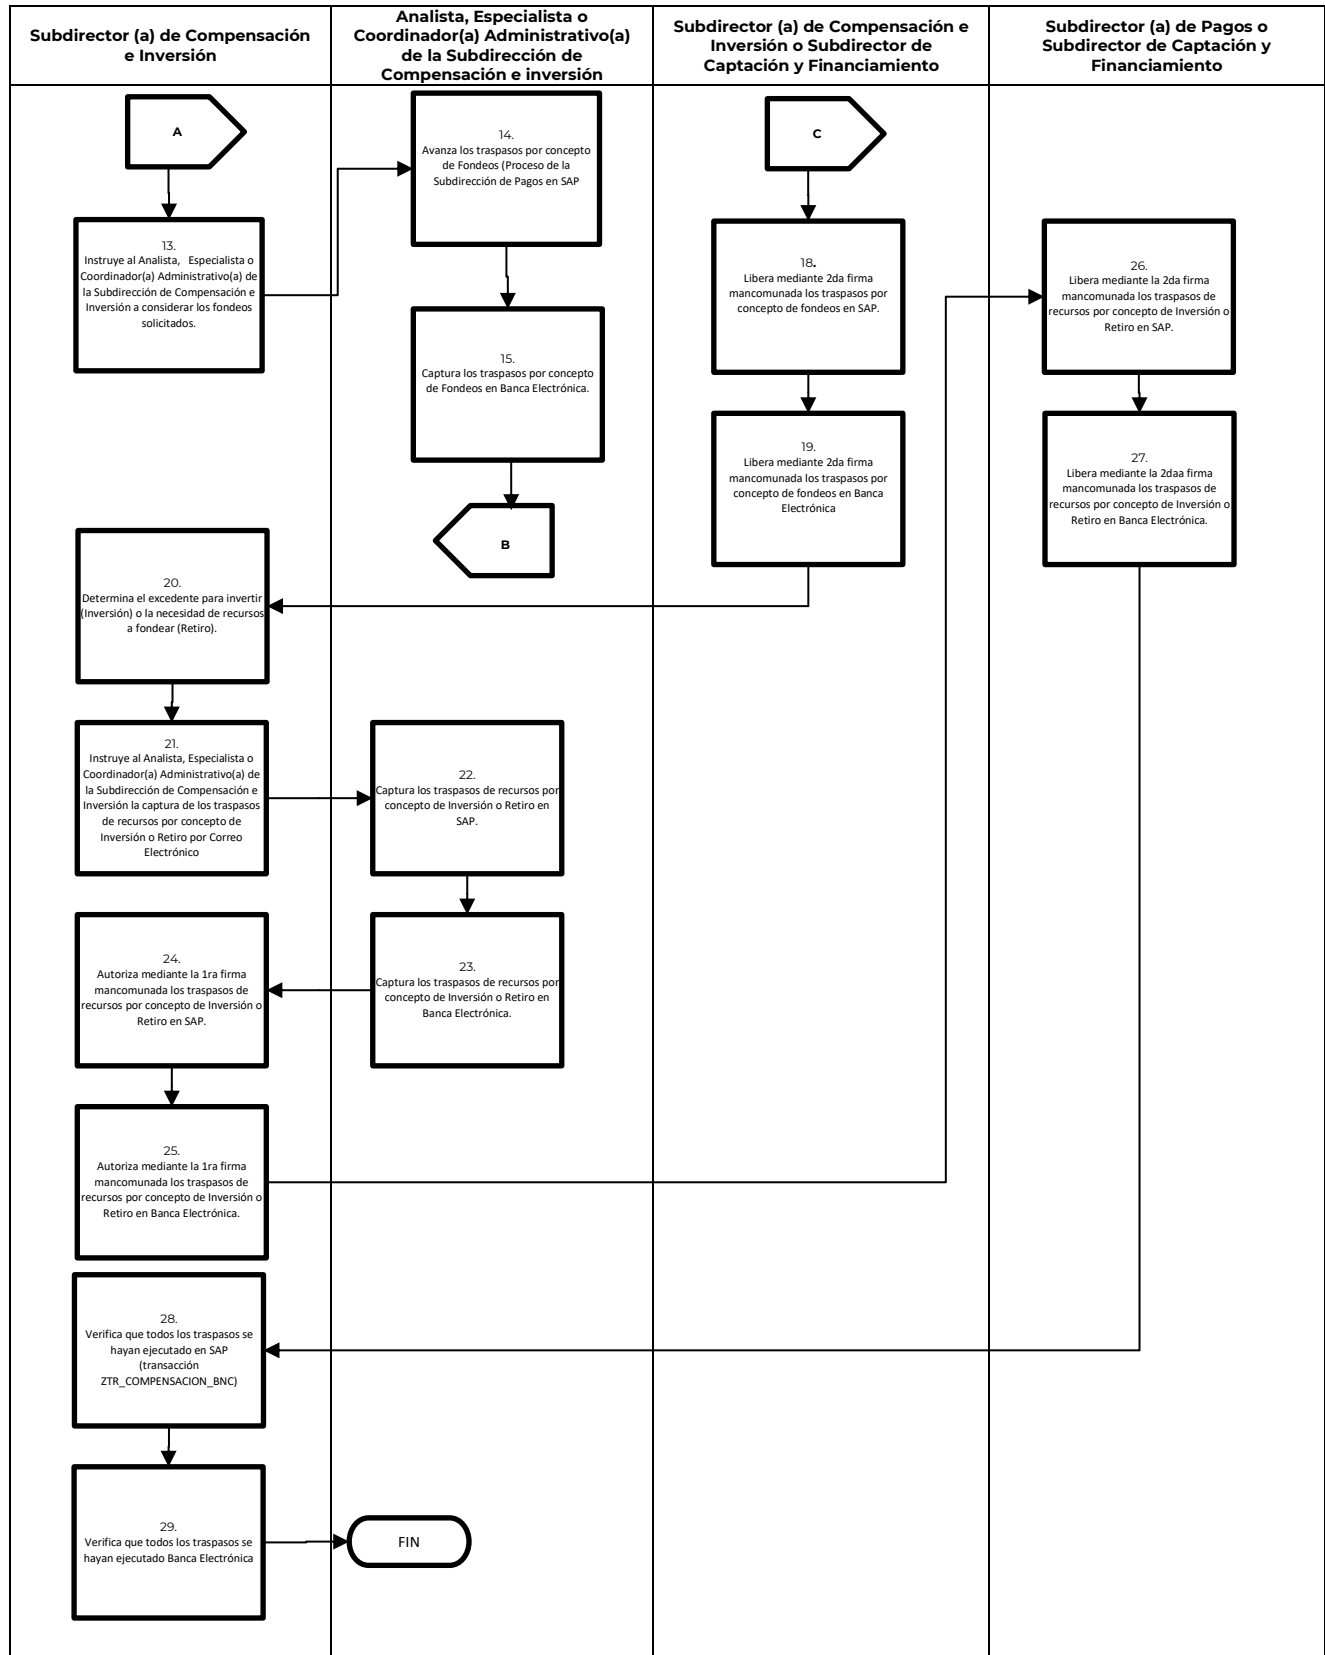 Subdirector (a) de Compensación
e Inversión
Analista, Especialista o
Coordinador(a) Administrativo(a)
de la Subdirección de
Compensación e inversión
Subdirector (a) de Compensación e
Inversión o Subdirector de
Captación y Financiamiento
Subdirector (a) de Pagos o
Subdirector de Captación y
Financiamiento
A
13.
Instruye al Analista, Especialista o
Coordinador(a) Administrativo(a) de
la Subdirección de Compensación e
Inversión a considerar los fondeos
solicitados.
14.
Avanza los traspasos por concepto
de Fondeos (Proceso de la
Subdirección de Pagos en SAP
15.
Captura los traspasos por concepto
de Fondeos en Banca Electrónica.
B
C
18.
Libera mediante 2da firma
mancomunada los traspasos por
concepto de fondeos en SAP.
19.
Libera mediante 2da firma
mancomunada los traspasos por
concepto de fondeos en Banca
Electrónica
20.
Determina el excedente para invertir
(Inversión) o la necesidad de recursos
a fondear (Retiro).
21.
Instruye al Analista, Especialista o
Coordinador(a) Administrativo(a) de
la Subdirección de Compensación e
Inversión la captura de los traspasos
de recursos por concepto de
Inversión o Retiro por Correo
Electrónico
22.
Captura los traspasos de recursos por
concepto de Inversión o Retiro en
SAP.
23.
Captura los traspasos de recursos por
concepto de Inversión o Retiro en
Banca Electrónica.
24.
Autoriza mediante la 1ra firma
mancomunada los traspasos de
recursos por concepto de Inversión o
Retiro en SAP.
25.
Autoriza mediante la 1ra firma
mancomunada los traspasos de
recursos por concepto de Inversión o
Retiro en Banca Electrónica.
26.
Libera mediante la 2da firma
mancomunada los traspasos de
recursos por concepto de Inversión o
Retiro en SAP.
27.
Libera mediante la 2daa firma
mancomunada los traspasos de
recursos por concepto de Inversión o
Retiro en Banca Electrónica.
28.
Verifica que todos los traspasos se
hayan ejecutado en SAP
(transacción
ZTR_COMPENSACION_BNC)
29.
Verifica que todos los traspasos se
hayan ejecutado Banca Electrónica
FIN